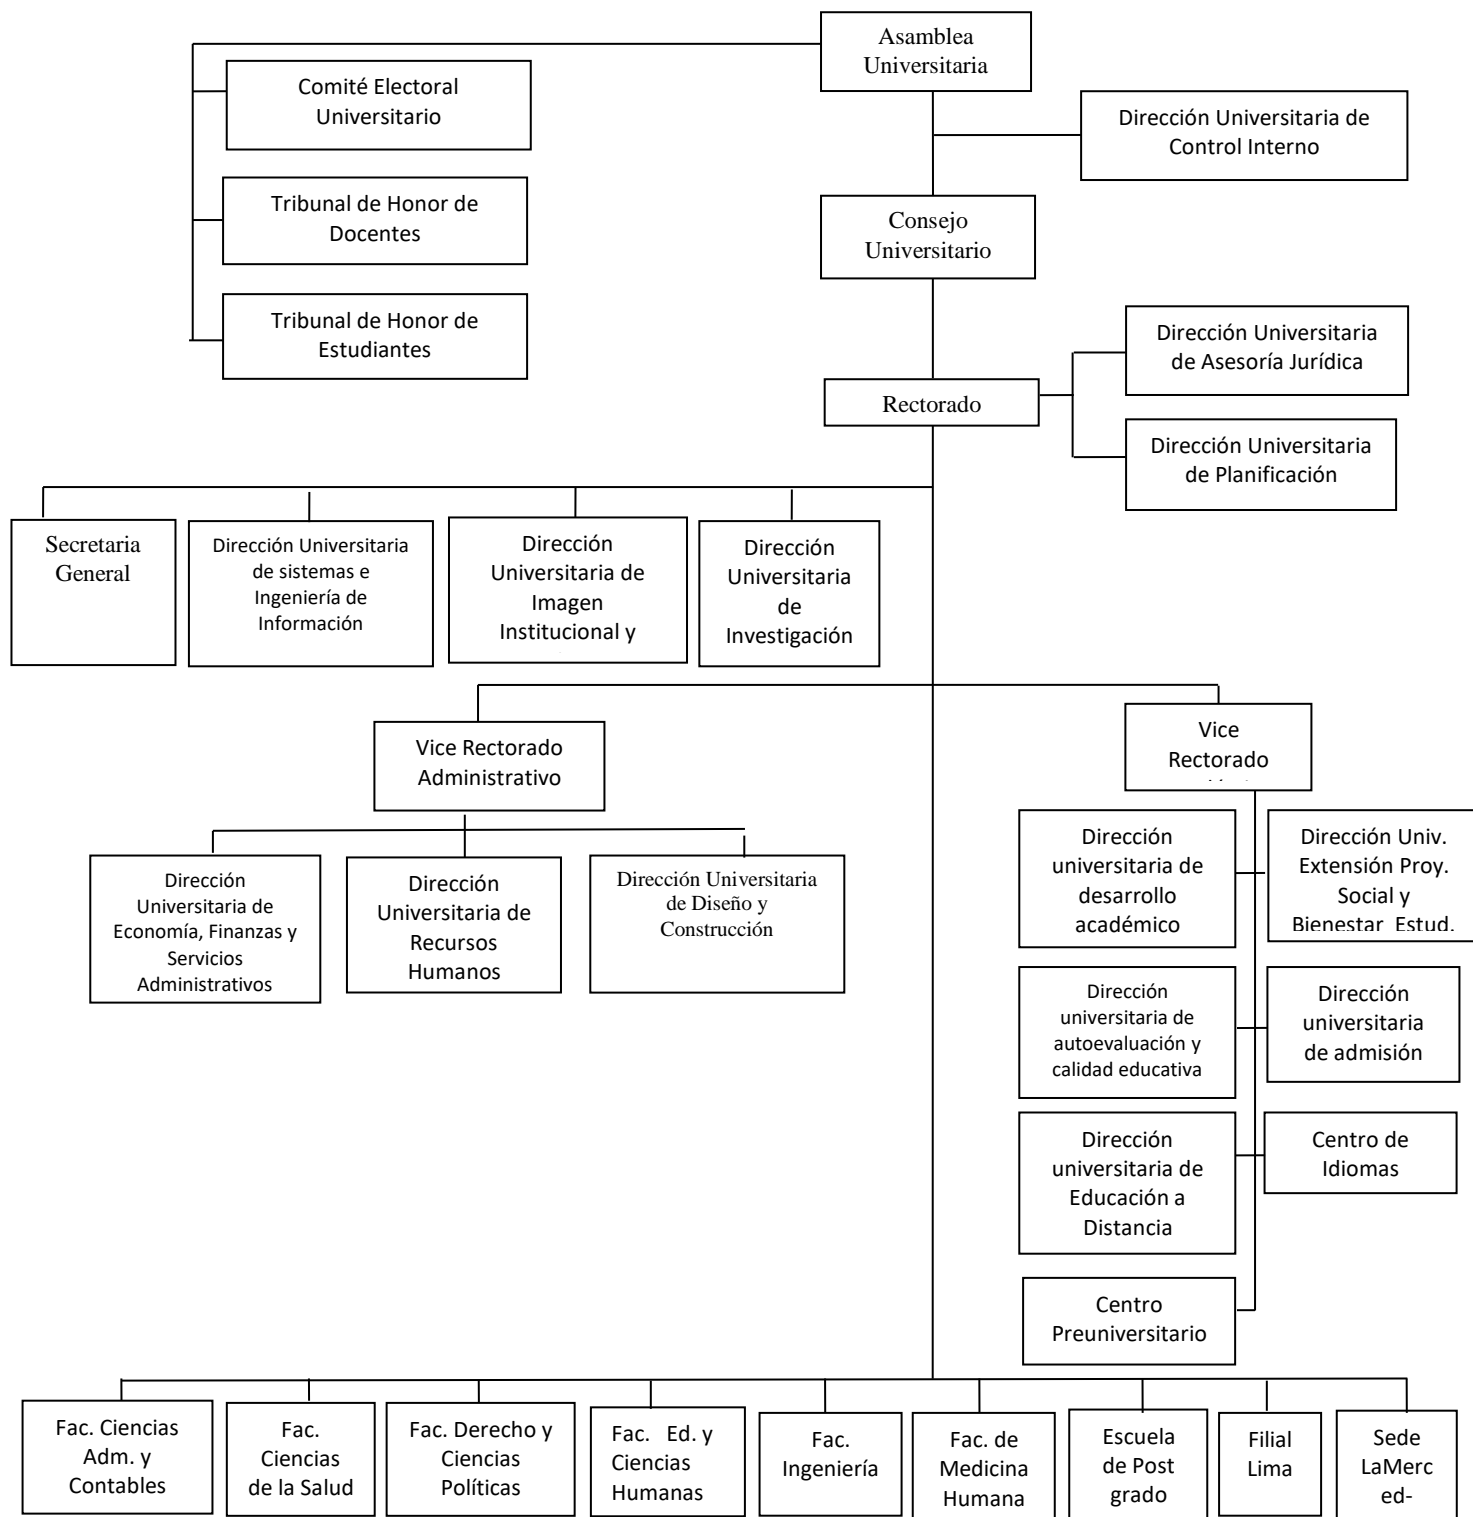 Asamblea
Universitaria
Comité Electoral
Universitario
Dirección Universitaria de
Control Interno
Tribunal de Honor de
Docentes
Consejo
Universitario
Tribunal de Honor de
Estudiantes
Dirección Universitaria
de Asesoría Jurídica
Rectorado
Dirección Universitaria
de Planificación
Secretaria
General
Dirección Universitaria
de sistemas e
Ingeniería de
Información
Dirección
Universitaria de
Imagen
Institucional y
Dirección
Universitaria
de
Investigación
Vice Rectorado
Administrativo
Vice
Rectorado
Dirección
Universitaria de
Economía, Finanzas y
Servicios
Administrativos
Dirección
Universitaria de
Recursos
Humanos
Dirección Universitaria
de Diseño y
Construcción
Dirección
universitaria de
desarrollo
académico
Dirección Univ.
Extensión Proy.
Social y
Bienestar Estud.
Dirección
universitaria de
autoevaluación y
calidad educativa
Dirección
universitaria
de admisión
Dirección
universitaria de
Educación a
Distancia
Centro de
Idiomas
Centro
Preuniversitario
Fac. Ciencias
Adm. y
Contables
Fac.
Ciencias
de la Salud
Fac. Derecho y
Ciencias
Políticas
Fac. Ed. y
Ciencias
Humanas
Fac.
Ingeniería
Fac. de
Medicina
Humana
Escuela
de Post
grado
Filial
Lima
Sede
LaMerc
ed-